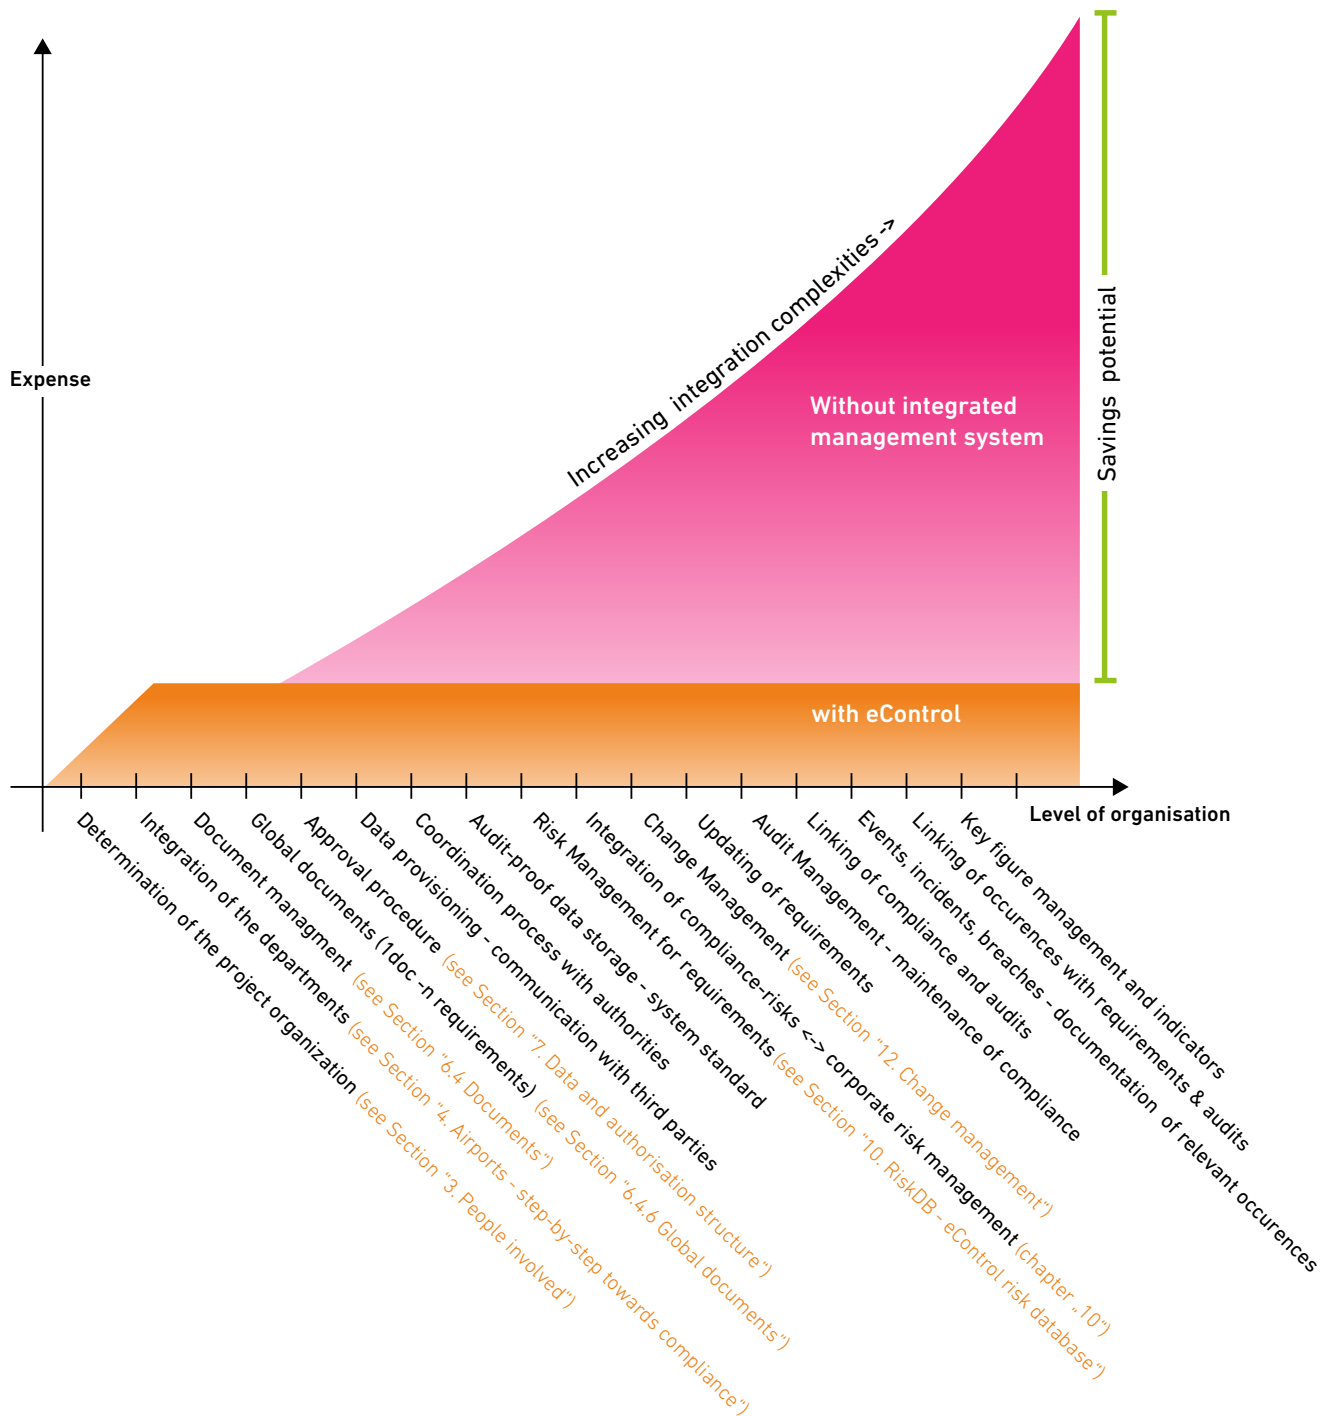 Expense
Increasing integration complexities ->
Without integrated
management system
Savings potential
with eControl
Level of organisation
Determination of the project organization (see Section "3. People involved")
Integration of the departments (see Section "4. Airports - step-by-step towards compliance")
Document managment (see Section "6.4 Documents")
Global documents (1doc -n requirements) (see Section "6.4.6 Global documents")
Approval procedure (see Section "7. Data and authorisation structure")
Data provisioning - communication with third parties
Coordination process with authorities
Audit-proof data storage - system standard
Risk Management for requirements (see Section "10. RiskDB - eControl risk database")
Integration of compliance-risks <-> corporate risk management (chapter „10")
Change Management (see Section "12. Change management")
Updating of requirements
Audit Management - maintenance of compliance
Linking of compliance and audits
Events, incidents, breaches - documentation of relevant occurences
Linking of occurences with requirements & audits
Key figure management and indicators